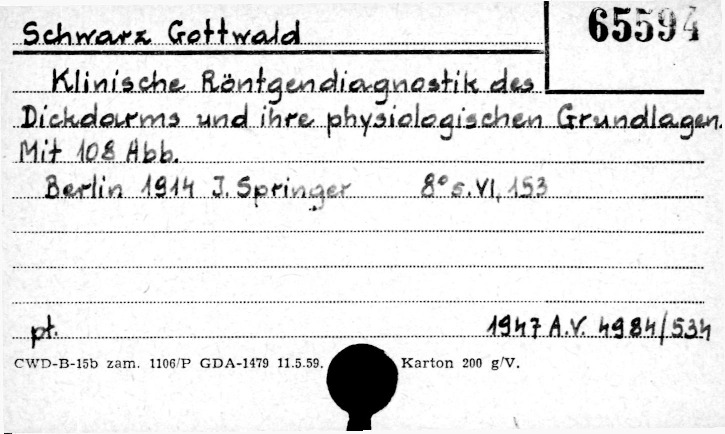 Schwarz Gottwald
65594
Klinische Röntgendiagnostik des
Dickdarms und ihre physiologischen Grundlagen.
Mit 108 Abb.
Berlin 1914 J. Springer 8° s. VI, 153
pt. 1947 A.V. 4984/534
CWD-B-15b zam. 1106/P GDA-1479 11.5.59. Karton 200 g/V.